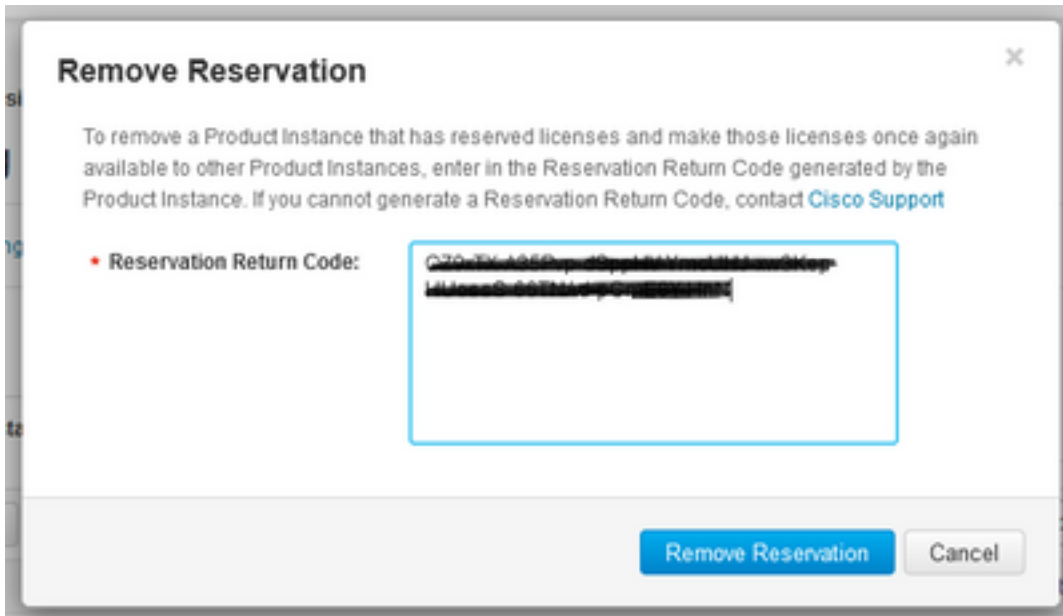 Remove Reservation
To remove a Product Instance that has reserved licenses and make those licenses once again
available to other Product Instances, enter in the Reservation Return Code generated by the
Product Instance. If you cannot generate a Reservation Return Code, contact Cisco Support
* Reservation Return Code:
Remove Reservation
Cancel